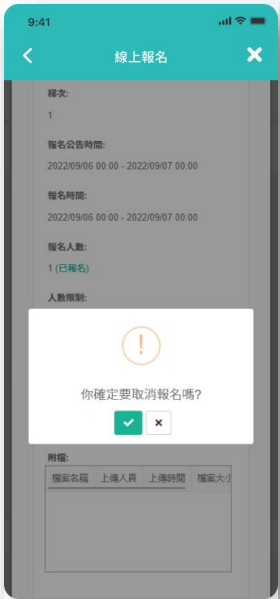 9:41
線上報名
梯次:
1
報名公告時間:
2022/09/06 00:00 - 2022/09/07 00:00
報名時間:
2022/09/06 00:00 - 2022/09/07 00:00
報名人數:
1 (已報名)
人數限制:
你確定要取消報名嗎?
附檔:
檔案名稱 上傳人員 上傳時間 檔案大小